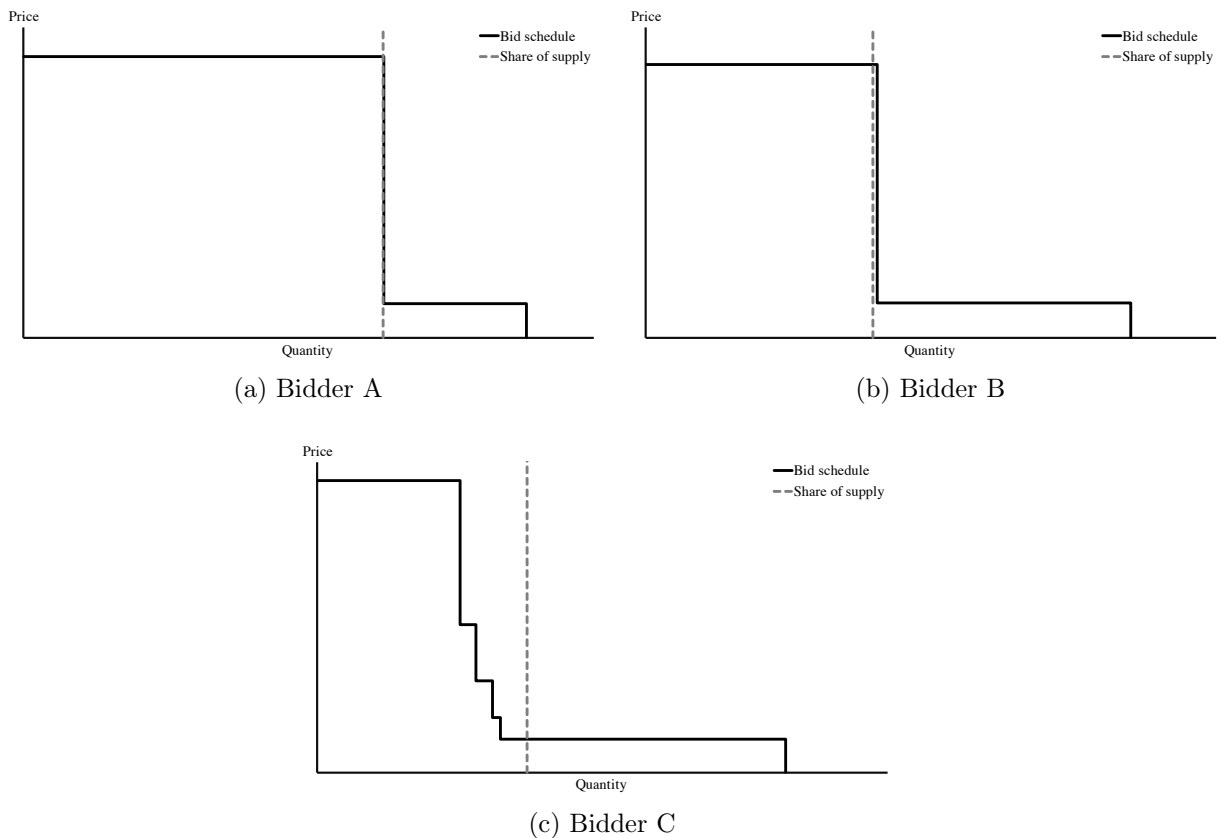 Price
Bid schedule
Share of supply
Quantity
(a) Bidder A
Price
Bid schedule
Share of supply
Quantity
(b) Bidder B
Price
Bid schedule
Share of supply
Quantity
(c) Bidder C